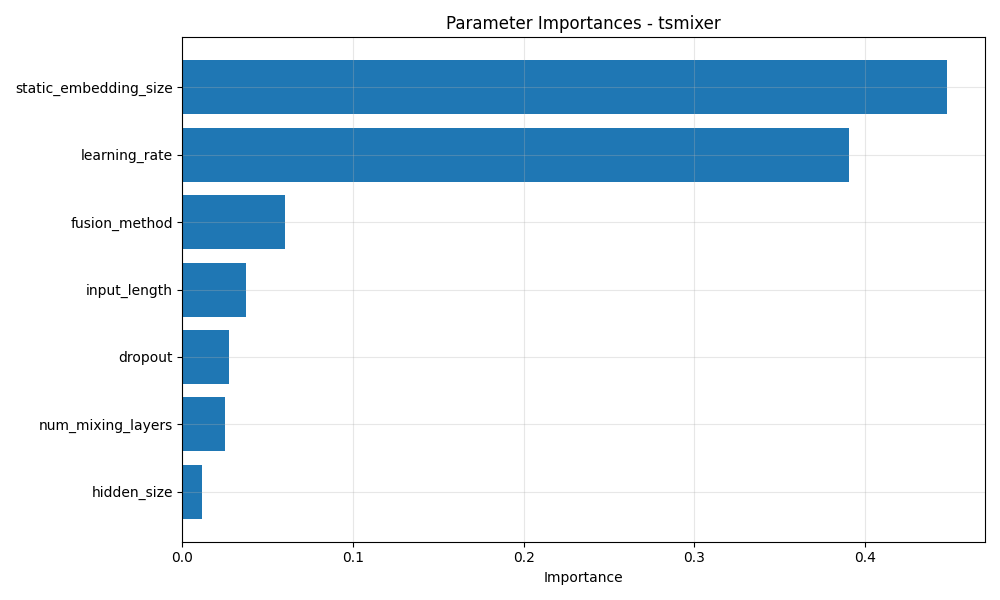 Parameter Importances - tsmixer
static_embedding_size
learning_rate
fusion_method
input_length
dropout
num_mixing_layers
hidden_size
0.0 0.1 0.2 0.3 0.4
Importance